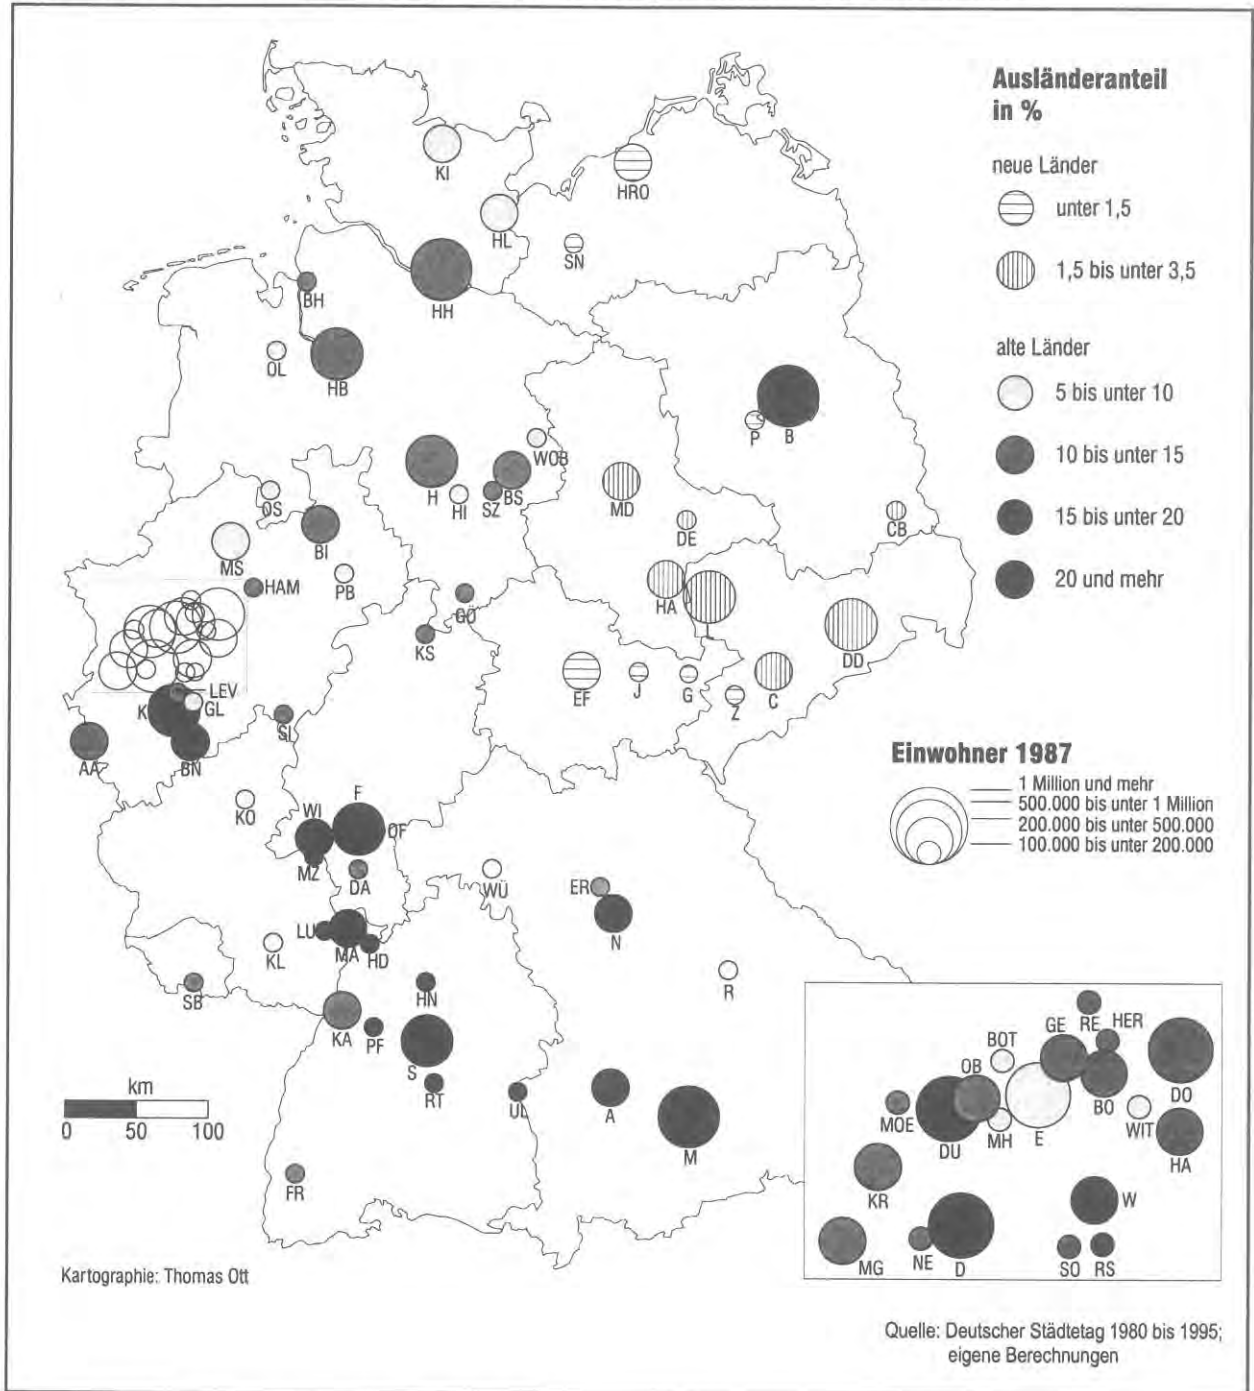 Ausländeranteil
in %
neue Länder
unter 1,5
1,5 bis unter 3,5
alte Länder
5 bis unter 10
10 bis unter 15
15 bis unter 20
20 und mehr
KI
HRO
HL
SN
BH
HH
OL
HB
P
B
WOB
H
HI
SZ
BS
MD
OS
DE
CB
MS
BI
PB
HAM
HA
L
GÖ
KS
DD
EF
J
G
Z
C
LEV
K
GL
SI
AA
BN
Einwohner 1987
1 Million und mehr
500.000 bis unter 1 Million
200.000 bis unter 500.000
100.000 bis unter 200.000
KO
WI
F
OF
MZ
DA
WÜ
ER
N
LU
MA
HD
KL
R
SB
HN
KA
PF
S
RT
UL
A
M
FR
km
0 50 100
RE
HER
GE
BOT
OB
DO
MOE
DU
MH
E
BO
WIT
HA
KR
W
MG
NE
D
SO
RS
Kartographie: Thomas Ott
Quelle: Deutscher Städtetag 1980 bis 1995;
eigene Berechnungen